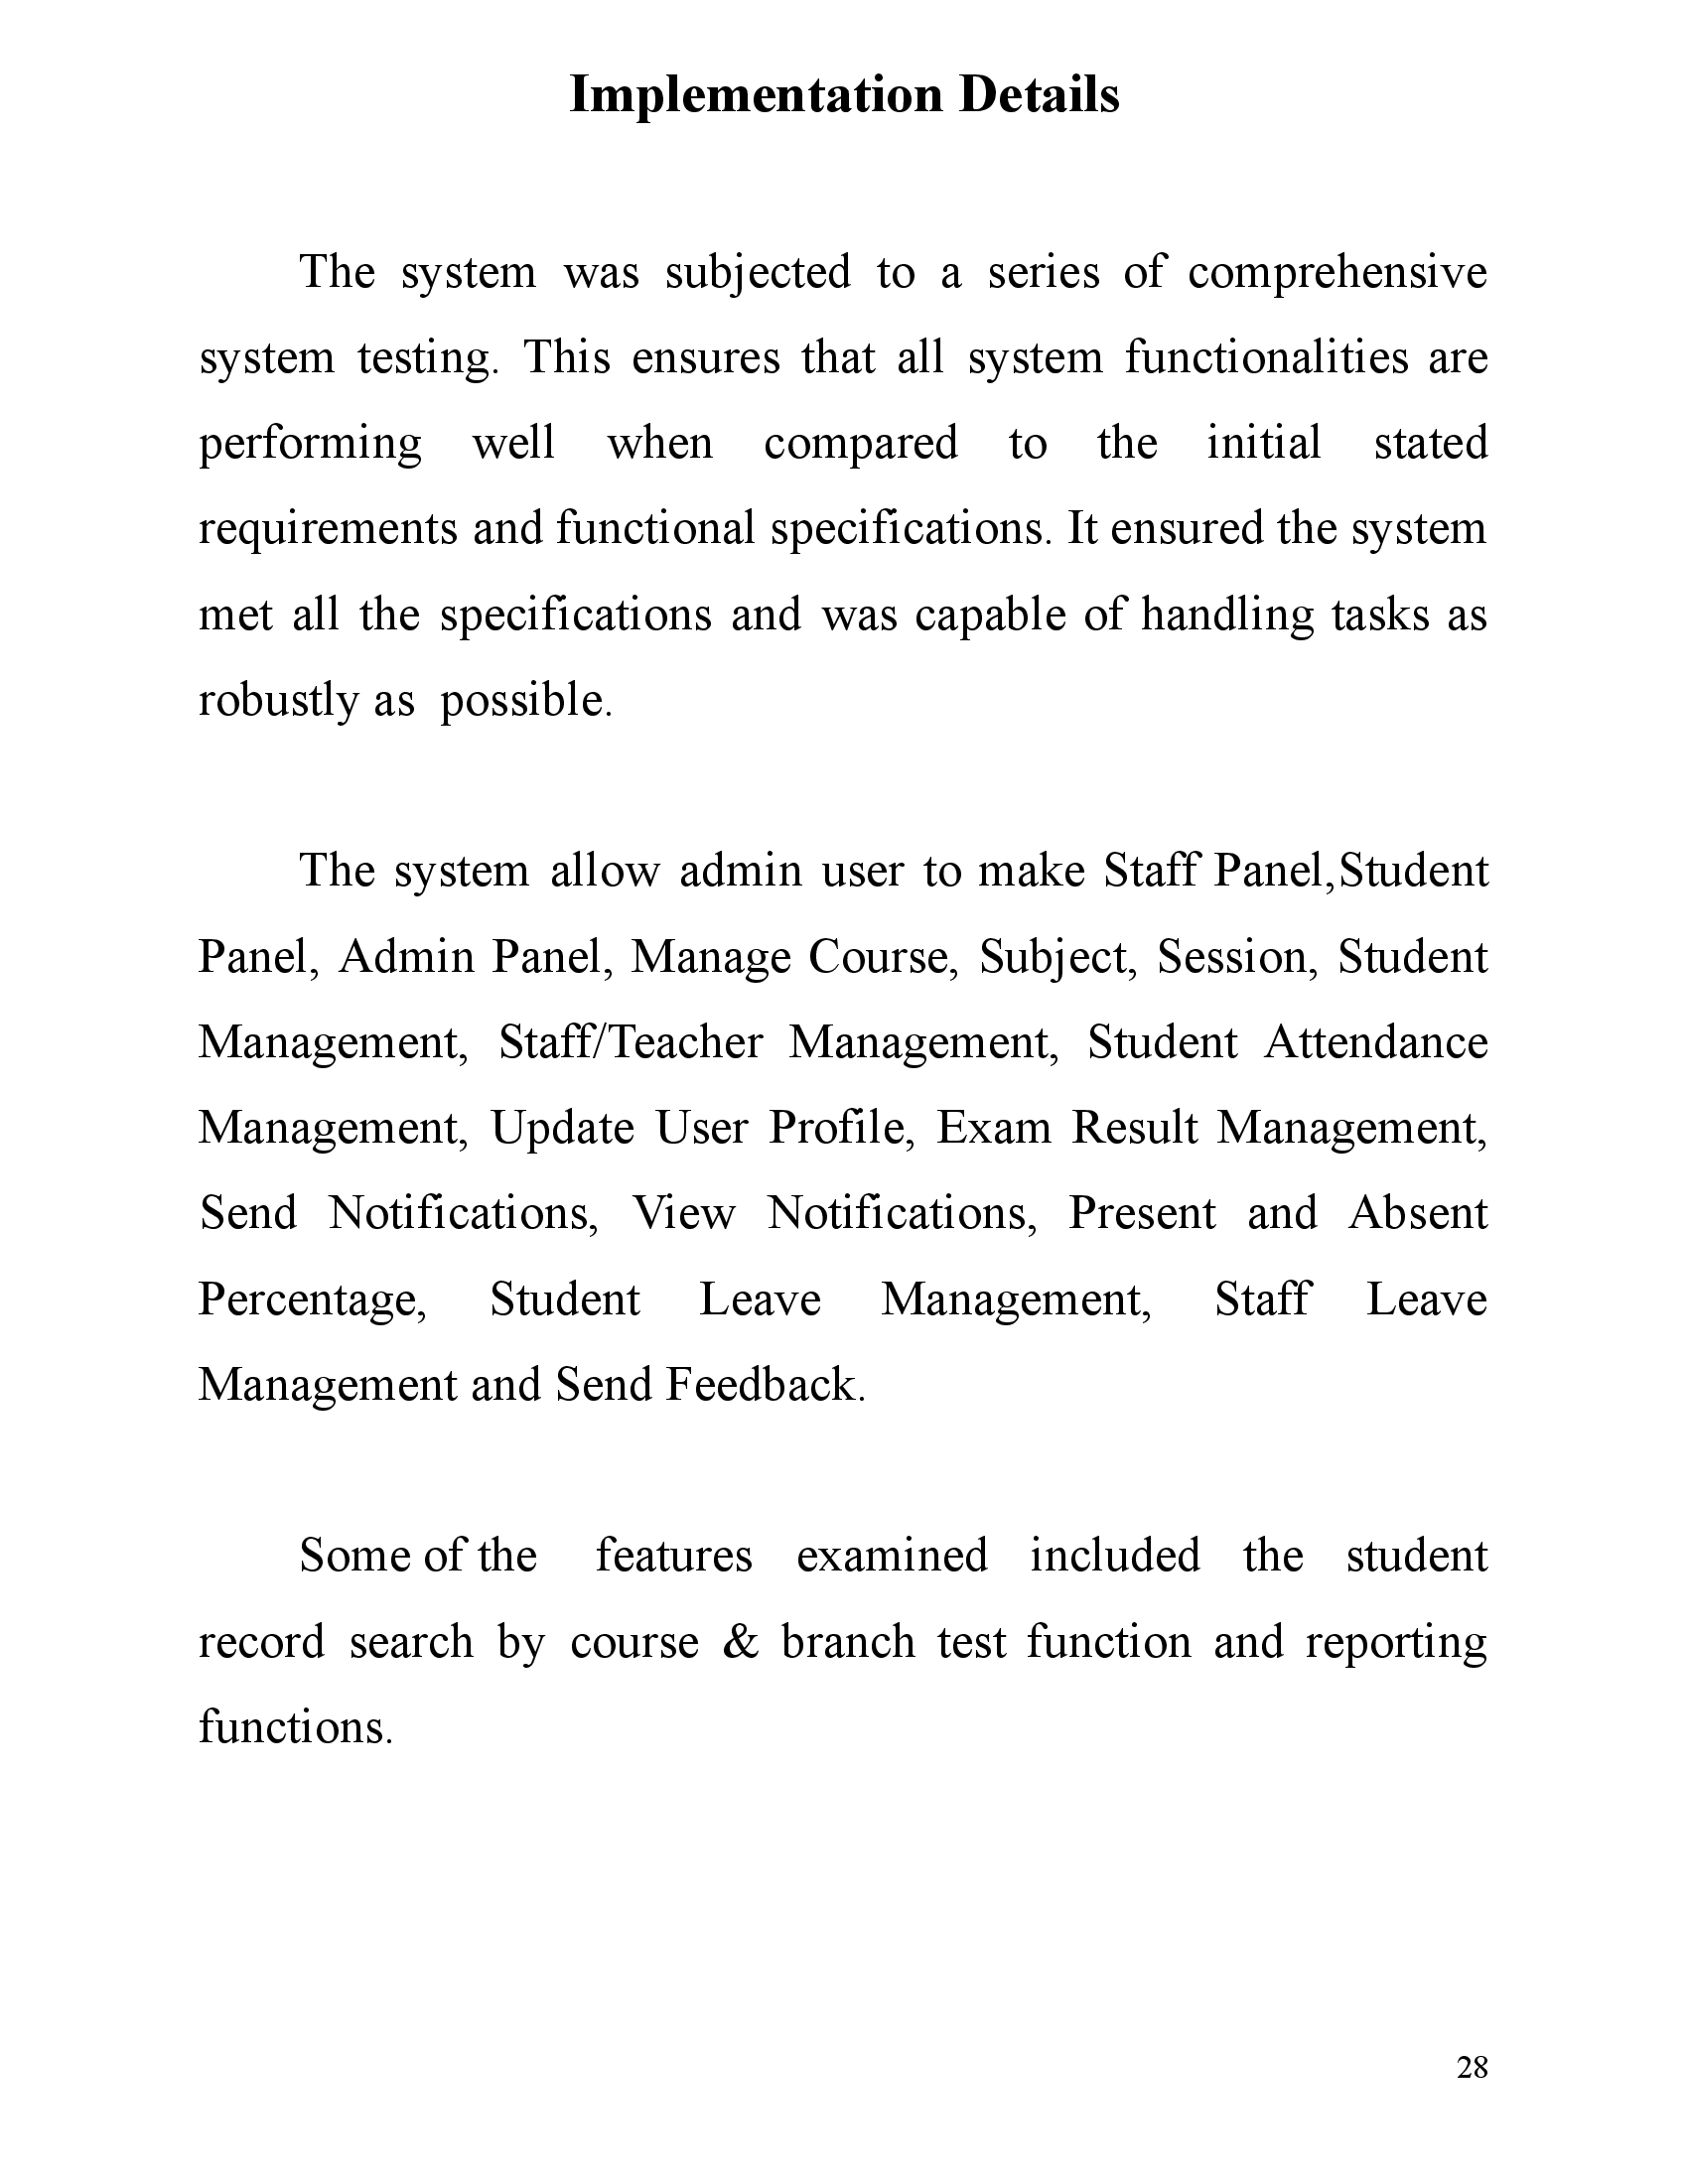 Implementation Details
The system was subjected to a series of comprehensive
system testing. This ensures that all system functionalities are
performing well when compared to the initial stated
requirements and functional specifications. It ensured the system
met all the specifications and was capable of handling tasks as
robustly as possible.
The system allow admin user to make Staff Panel,Student
Panel, Admin Panel, Manage Course, Subject, Session, Student
Management, Staff/Teacher Management, Student Attendance
Management, Update User Profile, Exam Result Management,
Send Notifications, View Notifications, Present and Absent
Percentage, Student Leave Management, Staff Leave
Management and Send Feedback.
Some of the features examined included the student
record search by course & branch test function and reporting
functions.
28